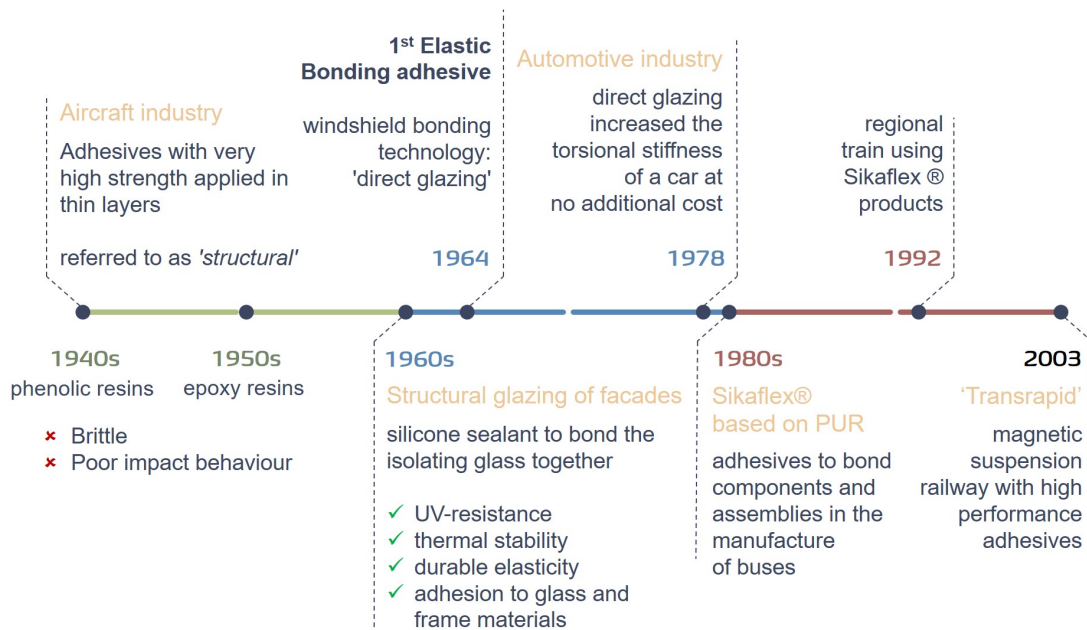 Aircraft industry
Adhesives with very
high strength applied in
thin layers
referred to as 'structural'
1st Elastic
Bonding adhesive
windshield bonding
technology:
'direct glazing'
1964
Automotive industry
direct glazing
increased the
torsional stiffness
of a car at
no additional cost
1978
regional
train using
Sikaflex ®
products
1992
1940s
phenolic resins
1950s
epoxy resins
Brittle
Poor impact behaviour
1960s
Structural glazing of facades
silicone sealant to bond the
isolating glass together
UV-resistance
thermal stability
durable elasticity
adhesion to glass and
frame materials
1980s
Sikaflex®
based on PUR
adhesives to bond
components and
assemblies in the
manufacture
of buses
2003
‘Transrapid’
magnetic
suspension
railway with high
performance
adhesives